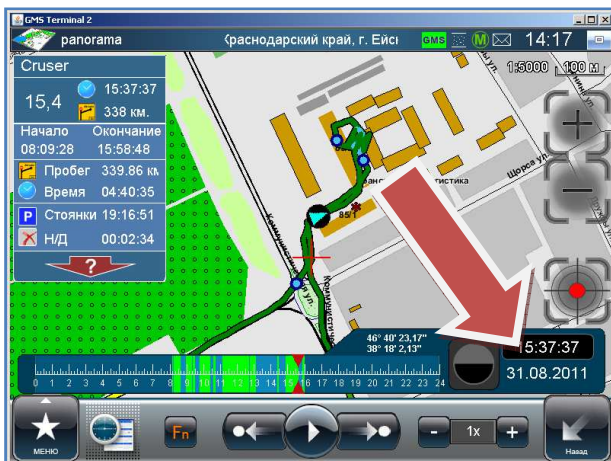 GMS Terminal 2
panorama
Краснодарский край, г. Ейс
GMS
M
14:17
Cruser
15,4
15:37:37
338 км.
Начало Окончание
08:09:28 15:58:48
Пробег 339.86 км
Время 04:40:35
P Стоянки 19:16:51
Н/Д 00:02:34
?
1:5000 100 м
+
−
Щорса ул.
85/1
Коммунистическая ул.
46° 40' 23,17"
38° 18' 2,13"
15:37:37
31.08.2011
0 1 2 3 4 5 6 7 8 9 10 11 12 13 14 15 16 17 18 19 20 21 22 23 24
МЕНЮ
Fn
- 1x +
Назад